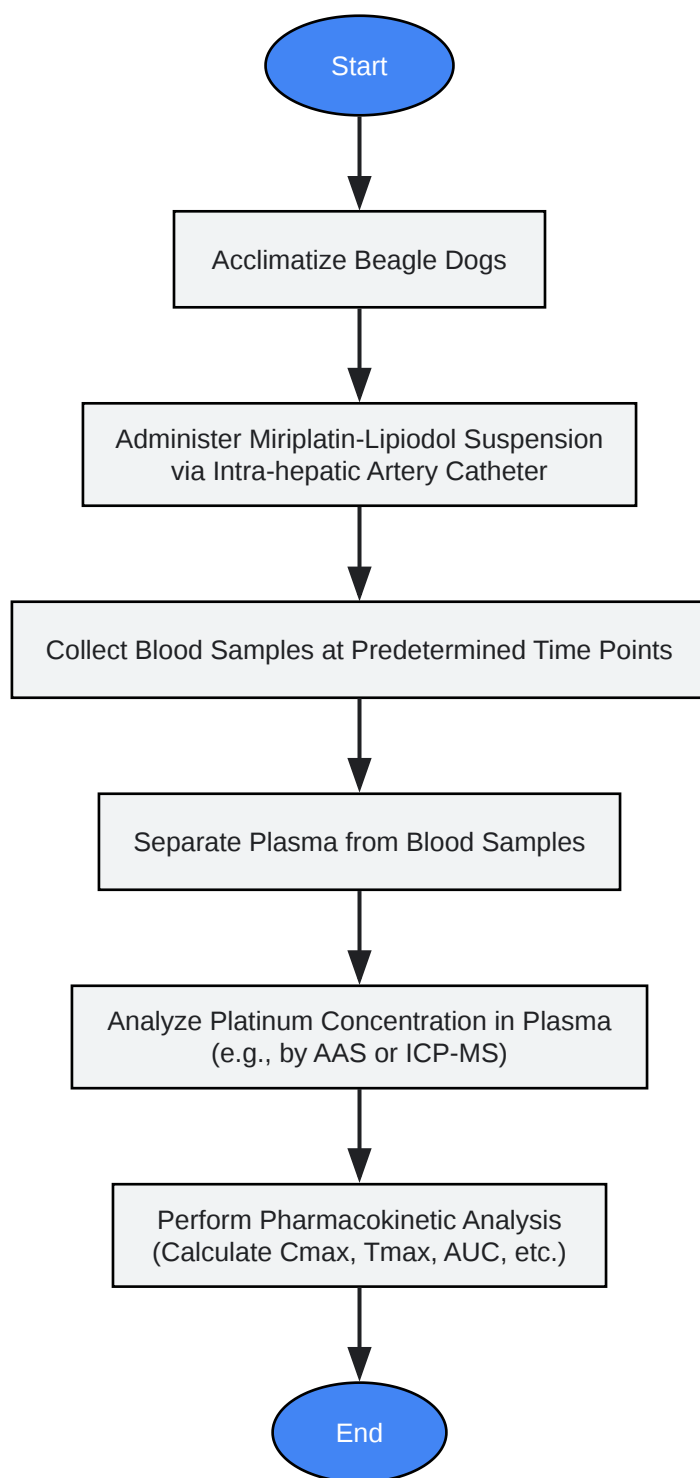 Start
Acclimatize Beagle Dogs
Administer Miriplatin-Lipiodol Suspension
via Intra-hepatic Artery Catheter
Collect Blood Samples at Predetermined Time Points
Separate Plasma from Blood Samples
Analyze Platinum Concentration in Plasma
(e.g., by AAS or ICP-MS)
Perform Pharmacokinetic Analysis
(Calculate Cmax, Tmax, AUC, etc.)
End